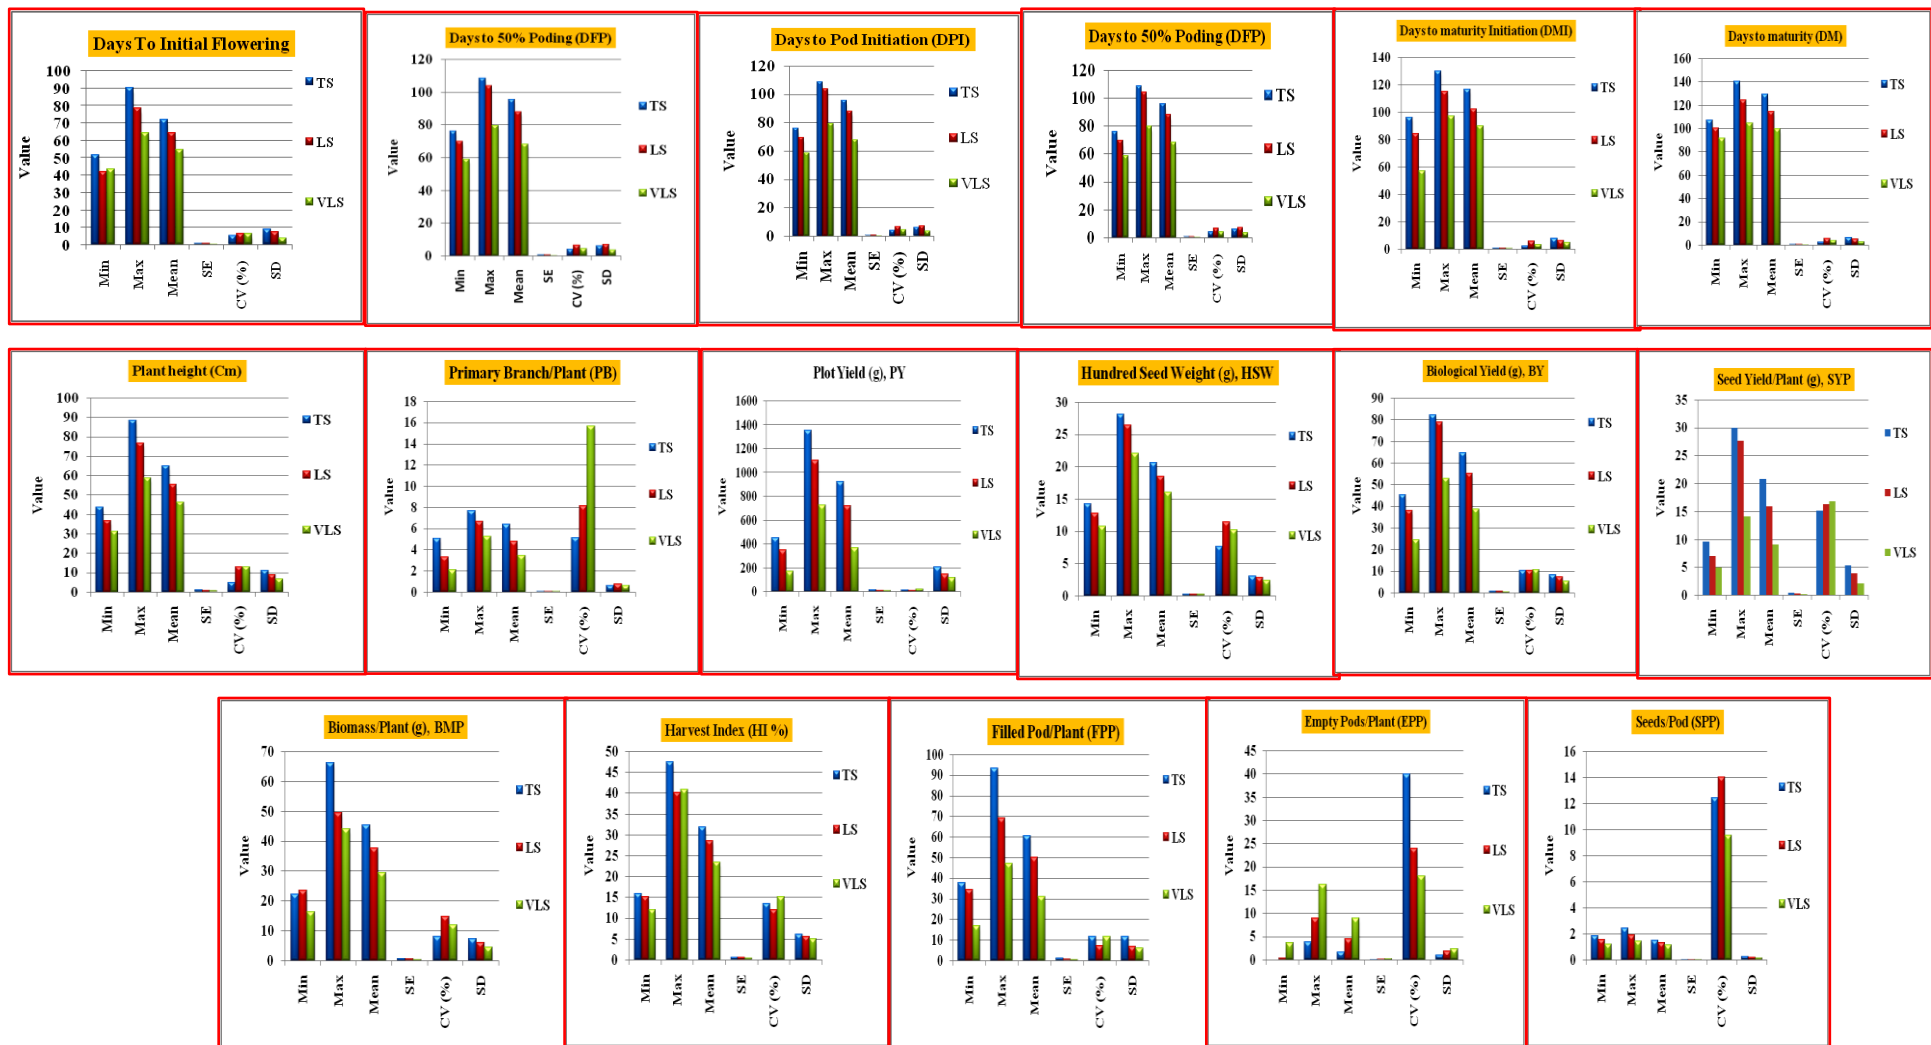 Days To Initial Flowering
Value
100
90
80
70
60
50
40
30
20
10
0
Min
Max
Mean
SE
CV (%)
SD
TS
LS
VLS
Days to 50% Poding (DFP)
Value
120
100
80
60
40
20
0
Min
Max
Mean
SE
CV (%)
SD
TS
LS
VLS
Days to Pod Initiation (DPI)
Value
120
100
80
60
40
20
0
Min
Max
Mean
SE
CV (%)
SD
TS
LS
VLS
Days to 50% Poding (DFP)
Value
120
100
80
60
40
20
0
Min
Max
Mean
SE
CV (%)
SD
TS
LS
VLS
Days to maturity Initiation (DMI)
Value
140
120
100
80
60
40
20
0
Min
Max
Mean
SE
CV (%)
SD
TS
LS
VLS
Days to maturity (DM)
Value
160
140
120
100
80
60
40
20
0
Min
Max
Mean
SE
CV (%)
SD
TS
LS
VLS
Plant height (Cm)
Value
100
90
80
70
60
50
40
30
20
10
0
Min
Max
Mean
SE
CV (%)
SD
TS
LS
VLS
Primary Branch/Plant (PB)
Value
18
16
14
12
10
8
6
4
2
0
Min
Max
Mean
SE
CV (%)
SD
TS
LS
VLS
Plot Yield (g), PY
Value
1600
1400
1200
1000
800
600
400
200
0
Min
Max
Mean
SE
CV (%)
SD
TS
LS
VLS
Hundred Seed Weight (g), HSW
Value
30
25
20
15
10
5
0
Min
Max
Mean
SE
CV (%)
SD
TS
LS
VLS
Biological Yield (g), BY
Value
90
80
70
60
50
40
30
20
10
0
Min
Max
Mean
SE
CV (%)
SD
TS
LS
VLS
Seed Yield/Plant (g), SYP
Value
35
30
25
20
15
10
5
0
Min
Max
Mean
SE
CV (%)
SD
TS
LS
VLS
Biomass/Plant (g), BMP
Value
70
60
50
40
30
20
10
0
Min
Max
Mean
SE
CV (%)
SD
TS
LS
VLS
Harvest Index (HI %)
Value
50
45
40
35
30
25
20
15
10
5
0
Min
Max
Mean
SE
CV (%)
SD
TS
LS
VLS
Filled Pod/Plant (FPP)
Value
100
90
80
70
60
50
40
30
20
10
0
Min
Max
Mean
SE
CV (%)
SD
TS
LS
VLS
Empty Pods/Plant (EPP)
Value
45
40
35
30
25
20
15
10
5
0
Min
Max
Mean
SE
CV (%)
SD
TS
LS
VLS
Seeds/Pod (SPP)
Value
16
14
12
10
8
6
4
2
0
Min
Max
Mean
SE
CV (%)
SD
TS
LS
VLS